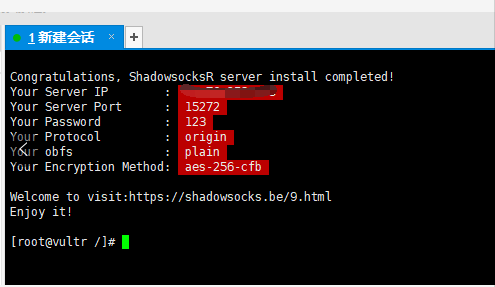 1 新建会话
Congratulations, ShadowsocksR server install completed!
Your Server IP :
Your Server Port : 15272
Your Password : 123
Your Protocol : origin
Your obfs : plain
Your Encryption Method: aes-256-cfb
Welcome to visit:https://shadowsocks.be/9.html
Enjoy it!
[root@vultr /]#